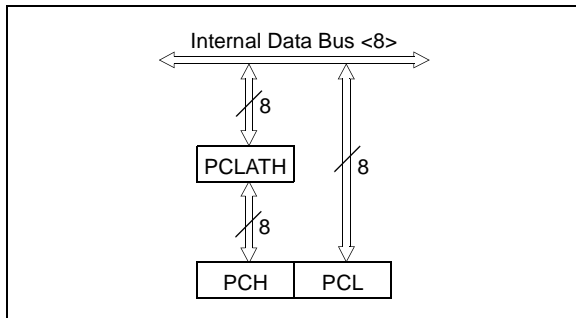 Internal Data Bus <8>
8
PCLATH
8
8
PCH PCL